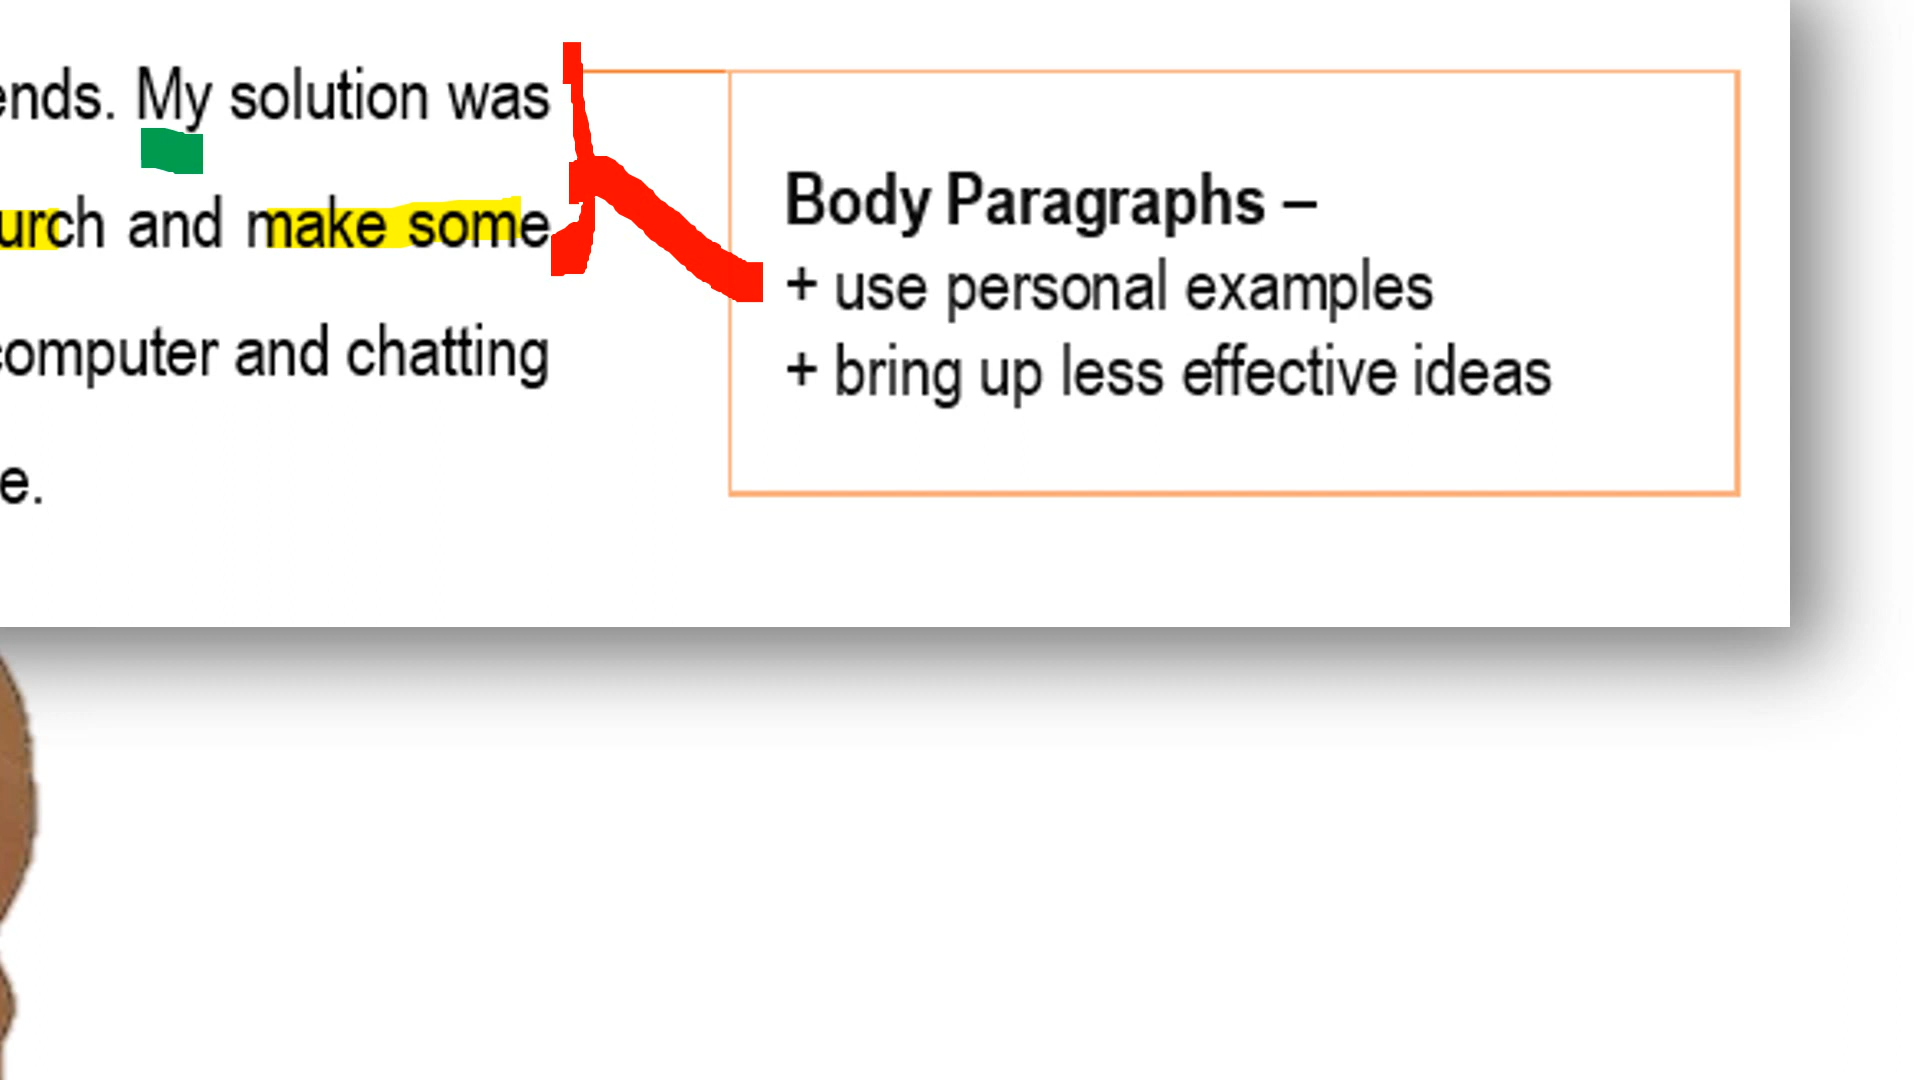 ends. My solution was
urch and make some
computer and chatting
e.
Body Paragraphs –
+ use personal examples
+ bring up less effective ideas